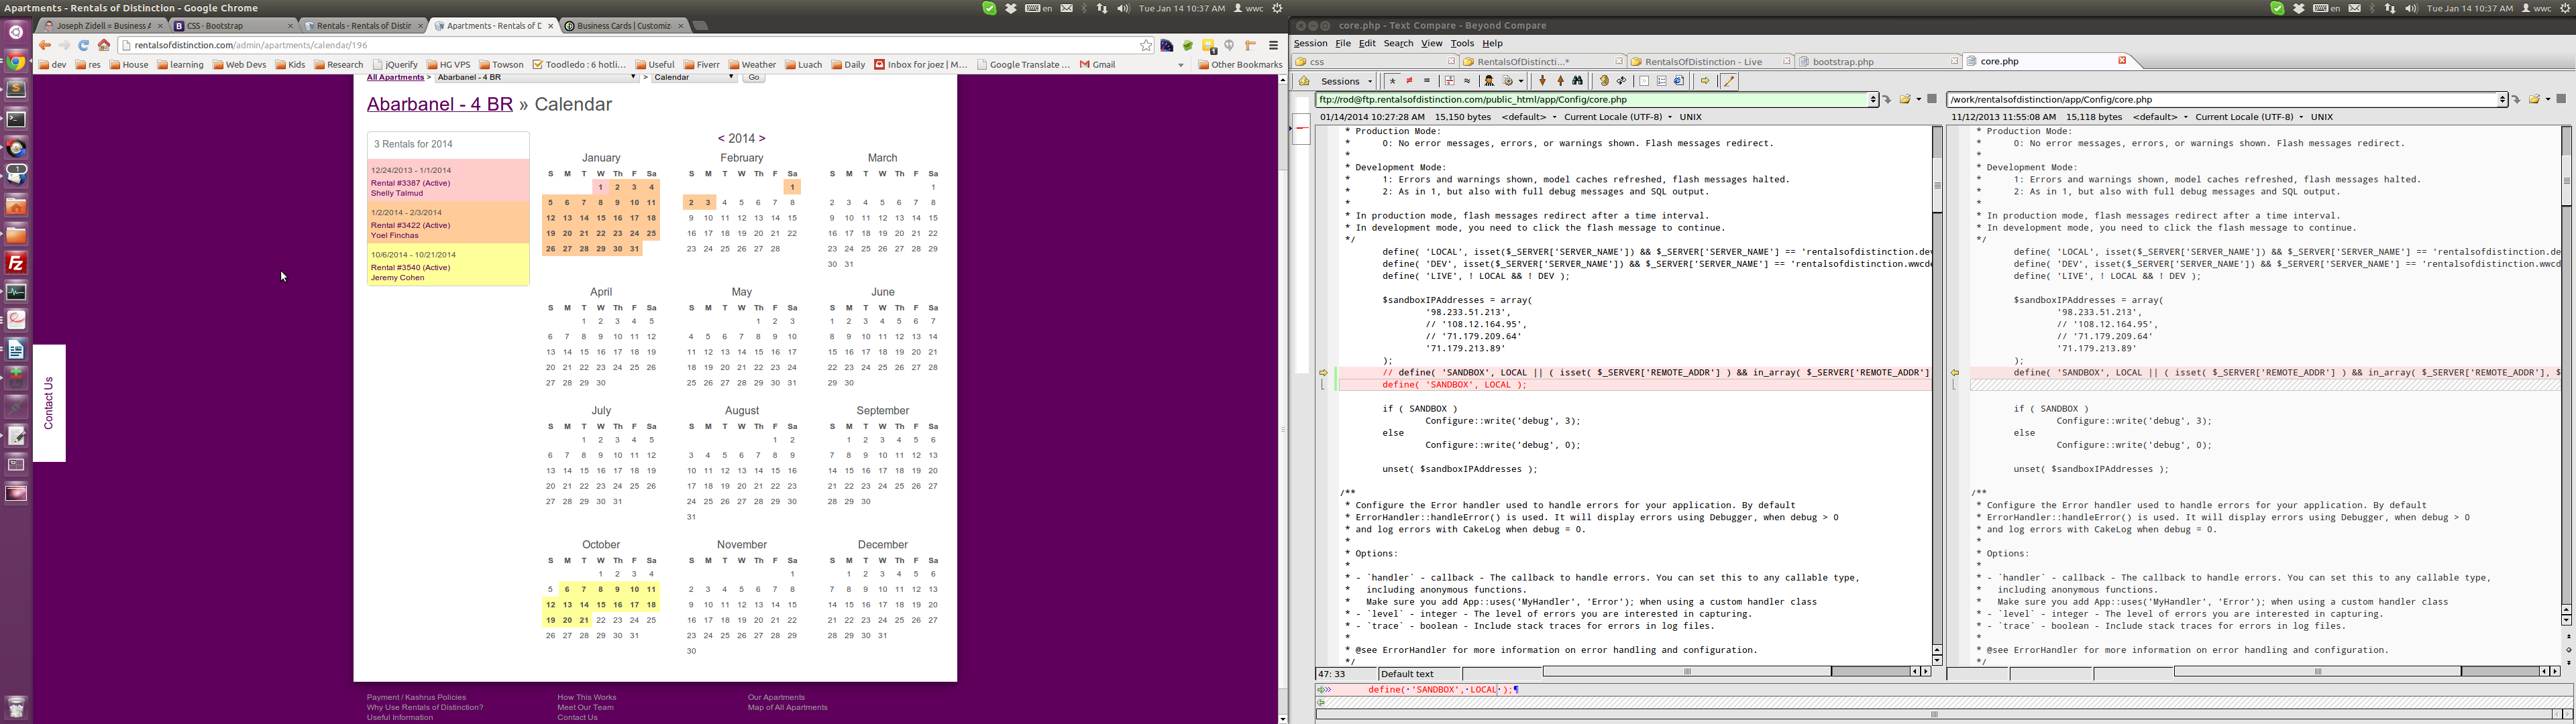 Apartments - Rentals of Distinction - Google Chrome
en Tue Jan 14 10:37 AM wwc
Joseph Zidell = Business A
CSS · Bootstrap
Rentals - Rentals of Distin
Apartments - Rentals of D
Business Cards | Customiz
rentalsofdistinction.com/admin/apartments/calendar/196
dev res House learning Web Devs Kids Research jQuerify HG VPS Towson Toodledo : 6 hotli... Useful Fiverr Weather Luach Daily Inbox for joez | M... Google Translate ... Gmail Other Bookmarks
All Apartments > Abarbanel - 4 BR > Calendar Go
Abarbanel - 4 BR » Calendar
3 Rentals for 2014
12/24/2013 - 1/1/2014
Rental #3387 (Active)
Shelly Talmud
1/2/2014 - 2/3/2014
Rental #3422 (Active)
Yoel Finchas
10/6/2014 - 10/21/2014
Rental #3540 (Active)
Jeremy Cohen
< 2014 >
January
S M T W Th F Sa
1 2 3 4
5 6 7 8 9 10 11
12 13 14 15 16 17 18
19 20 21 22 23 24 25
26 27 28 29 30 31
February
S M T W Th F Sa
1
2 3 4 5 6 7 8
9 10 11 12 13 14 15
16 17 18 19 20 21 22
23 24 25 26 27 28
March
S M T W Th F Sa
1
2 3 4 5 6 7 8
9 10 11 12 13 14 15
16 17 18 19 20 21 22
23 24 25 26 27 28 29
30 31
April
S M T W Th F Sa
1 2 3 4 5
6 7 8 9 10 11 12
13 14 15 16 17 18 19
20 21 22 23 24 25 26
27 28 29 30
May
S M T W Th F Sa
1 2 3
4 5 6 7 8 9 10
11 12 13 14 15 16 17
18 19 20 21 22 23 24
25 26 27 28 29 30 31
June
S M T W Th F Sa
1 2 3 4 5 6 7
8 9 10 11 12 13 14
15 16 17 18 19 20 21
22 23 24 25 26 27 28
29 30
July
S M T W Th F Sa
1 2 3 4 5
6 7 8 9 10 11 12
13 14 15 16 17 18 19
20 21 22 23 24 25 26
27 28 29 30 31
August
S M T W Th F Sa
1 2
3 4 5 6 7 8 9
10 11 12 13 14 15 16
17 18 19 20 21 22 23
24 25 26 27 28 29 30
31
September
S M T W Th F Sa
1 2 3 4 5 6
7 8 9 10 11 12 13
14 15 16 17 18 19 20
21 22 23 24 25 26 27
28 29 30
October
S M T W Th F Sa
1 2 3 4
5 6 7 8 9 10 11
12 13 14 15 16 17 18
19 20 21 22 23 24 25
26 27 28 29 30 31
November
S M T W Th F Sa
1
2 3 4 5 6 7 8
9 10 11 12 13 14 15
16 17 18 19 20 21 22
23 24 25 26 27 28 29
30
December
S M T W Th F Sa
1 2 3 4 5 6
7 8 9 10 11 12 13
14 15 16 17 18 19 20
21 22 23 24 25 26 27
28 29 30 31
Contact Us
Payment / Kashrus Policies How This Works Our Apartments
Why Use Rentals of Distinction? Meet Our Team Map of All Apartments
Useful Information Contact Us
core.php - Text Compare - Beyond Compare
en Tue Jan 14 10:37 AM wwc
Session File Edit Search View Tools Help
css
RentalsOfDistincti...*
RentalsOfDistinction - Live
bootstrap.php
core.php
Sessions
ftp://rod@ftp.rentalsofdistinction.com/public_html/app/Config/core.php
01/14/2014 10:27:28 AM 15,150 bytes <default> Current Locale (UTF-8) UNIX
* Production Mode:
* 0: No error messages, errors, or warnings shown. Flash messages redirect.
*
* Development Mode:
* 1: Errors and warnings shown, model caches refreshed, flash messages halted.
* 2: As in 1, but also with full debug messages and SQL output.
*
* In production mode, flash messages redirect after a time interval.
* In development mode, you need to click the flash message to continue.
*/
define( 'LOCAL', isset($_SERVER['SERVER_NAME']) && $_SERVER['SERVER_NAME'] == 'rentalsofdistinction.dev
define( 'DEV', isset($_SERVER['SERVER_NAME']) && $_SERVER['SERVER_NAME'] == 'rentalsofdistinction.wwcd
define( 'LIVE', ! LOCAL && ! DEV );
$sandboxIPAddresses = array(
'98.233.51.213',
// '108.12.164.95',
// '71.179.209.64'
'71.179.213.89'
);
// define( 'SANDBOX', LOCAL || ( isset( $_SERVER['REMOTE_ADDR'] ) && in_array( $_SERVER['REMOTE_ADDR']
define( 'SANDBOX', LOCAL );
if ( SANDBOX )
Configure::write('debug', 3);
else
Configure::write('debug', 0);
unset( $sandboxIPAddresses );
/**
* Configure the Error handler used to handle errors for your application. By default
* ErrorHandler::handleError() is used. It will display errors using Debugger, when debug > 0
* and log errors with CakeLog when debug = 0.
*
* Options:
*
* - `handler` - callback - The callback to handle errors. You can set this to any callable type,
* including anonymous functions.
* Make sure you add App::uses('MyHandler', 'Error'); when using a custom handler class
* - `level` - integer - The level of errors you are interested in capturing.
* - `trace` - boolean - Include stack traces for errors in log files.
*
* @see ErrorHandler for more information on error handling and configuration.
*/
47: 33 Default text
/work/rentalsofdistinction/app/Config/core.php
11/12/2013 11:55:08 AM 15,118 bytes <default> Current Locale (UTF-8) UNIX
* Production Mode:
* 0: No error messages, errors, or warnings shown. Flash messages redirect.
*
* Development Mode:
* 1: Errors and warnings shown, model caches refreshed, flash messages halted.
* 2: As in 1, but also with full debug messages and SQL output.
*
* In production mode, flash messages redirect after a time interval.
* In development mode, you need to click the flash message to continue.
*/
define( 'LOCAL', isset($_SERVER['SERVER_NAME']) && $_SERVER['SERVER_NAME'] == 'rentalsofdistinction.de
define( 'DEV', isset($_SERVER['SERVER_NAME']) && $_SERVER['SERVER_NAME'] == 'rentalsofdistinction.wwcd
define( 'LIVE', ! LOCAL && ! DEV );
$sandboxIPAddresses = array(
'98.233.51.213',
// '108.12.164.95',
// '71.179.209.64'
'71.179.213.89'
);
define( 'SANDBOX', LOCAL || ( isset( $_SERVER['REMOTE_ADDR'] ) && in_array( $_SERVER['REMOTE_ADDR'], $
if ( SANDBOX )
Configure::write('debug', 3);
else
Configure::write('debug', 0);
unset( $sandboxIPAddresses );
/**
* Configure the Error handler used to handle errors for your application. By default
* ErrorHandler::handleError() is used. It will display errors using Debugger, when debug > 0
* and log errors with CakeLog when debug = 0.
*
* Options:
*
* - `handler` - callback - The callback to handle errors. You can set this to any callable type,
* including anonymous functions.
* Make sure you add App::uses('MyHandler', 'Error'); when using a custom handler class
* - `level` - integer - The level of errors you are interested in capturing.
* - `trace` - boolean - Include stack traces for errors in log files.
*
* @see ErrorHandler for more information on error handling and configuration.
*/
define(·'SANDBOX',·LOCAL·);¶